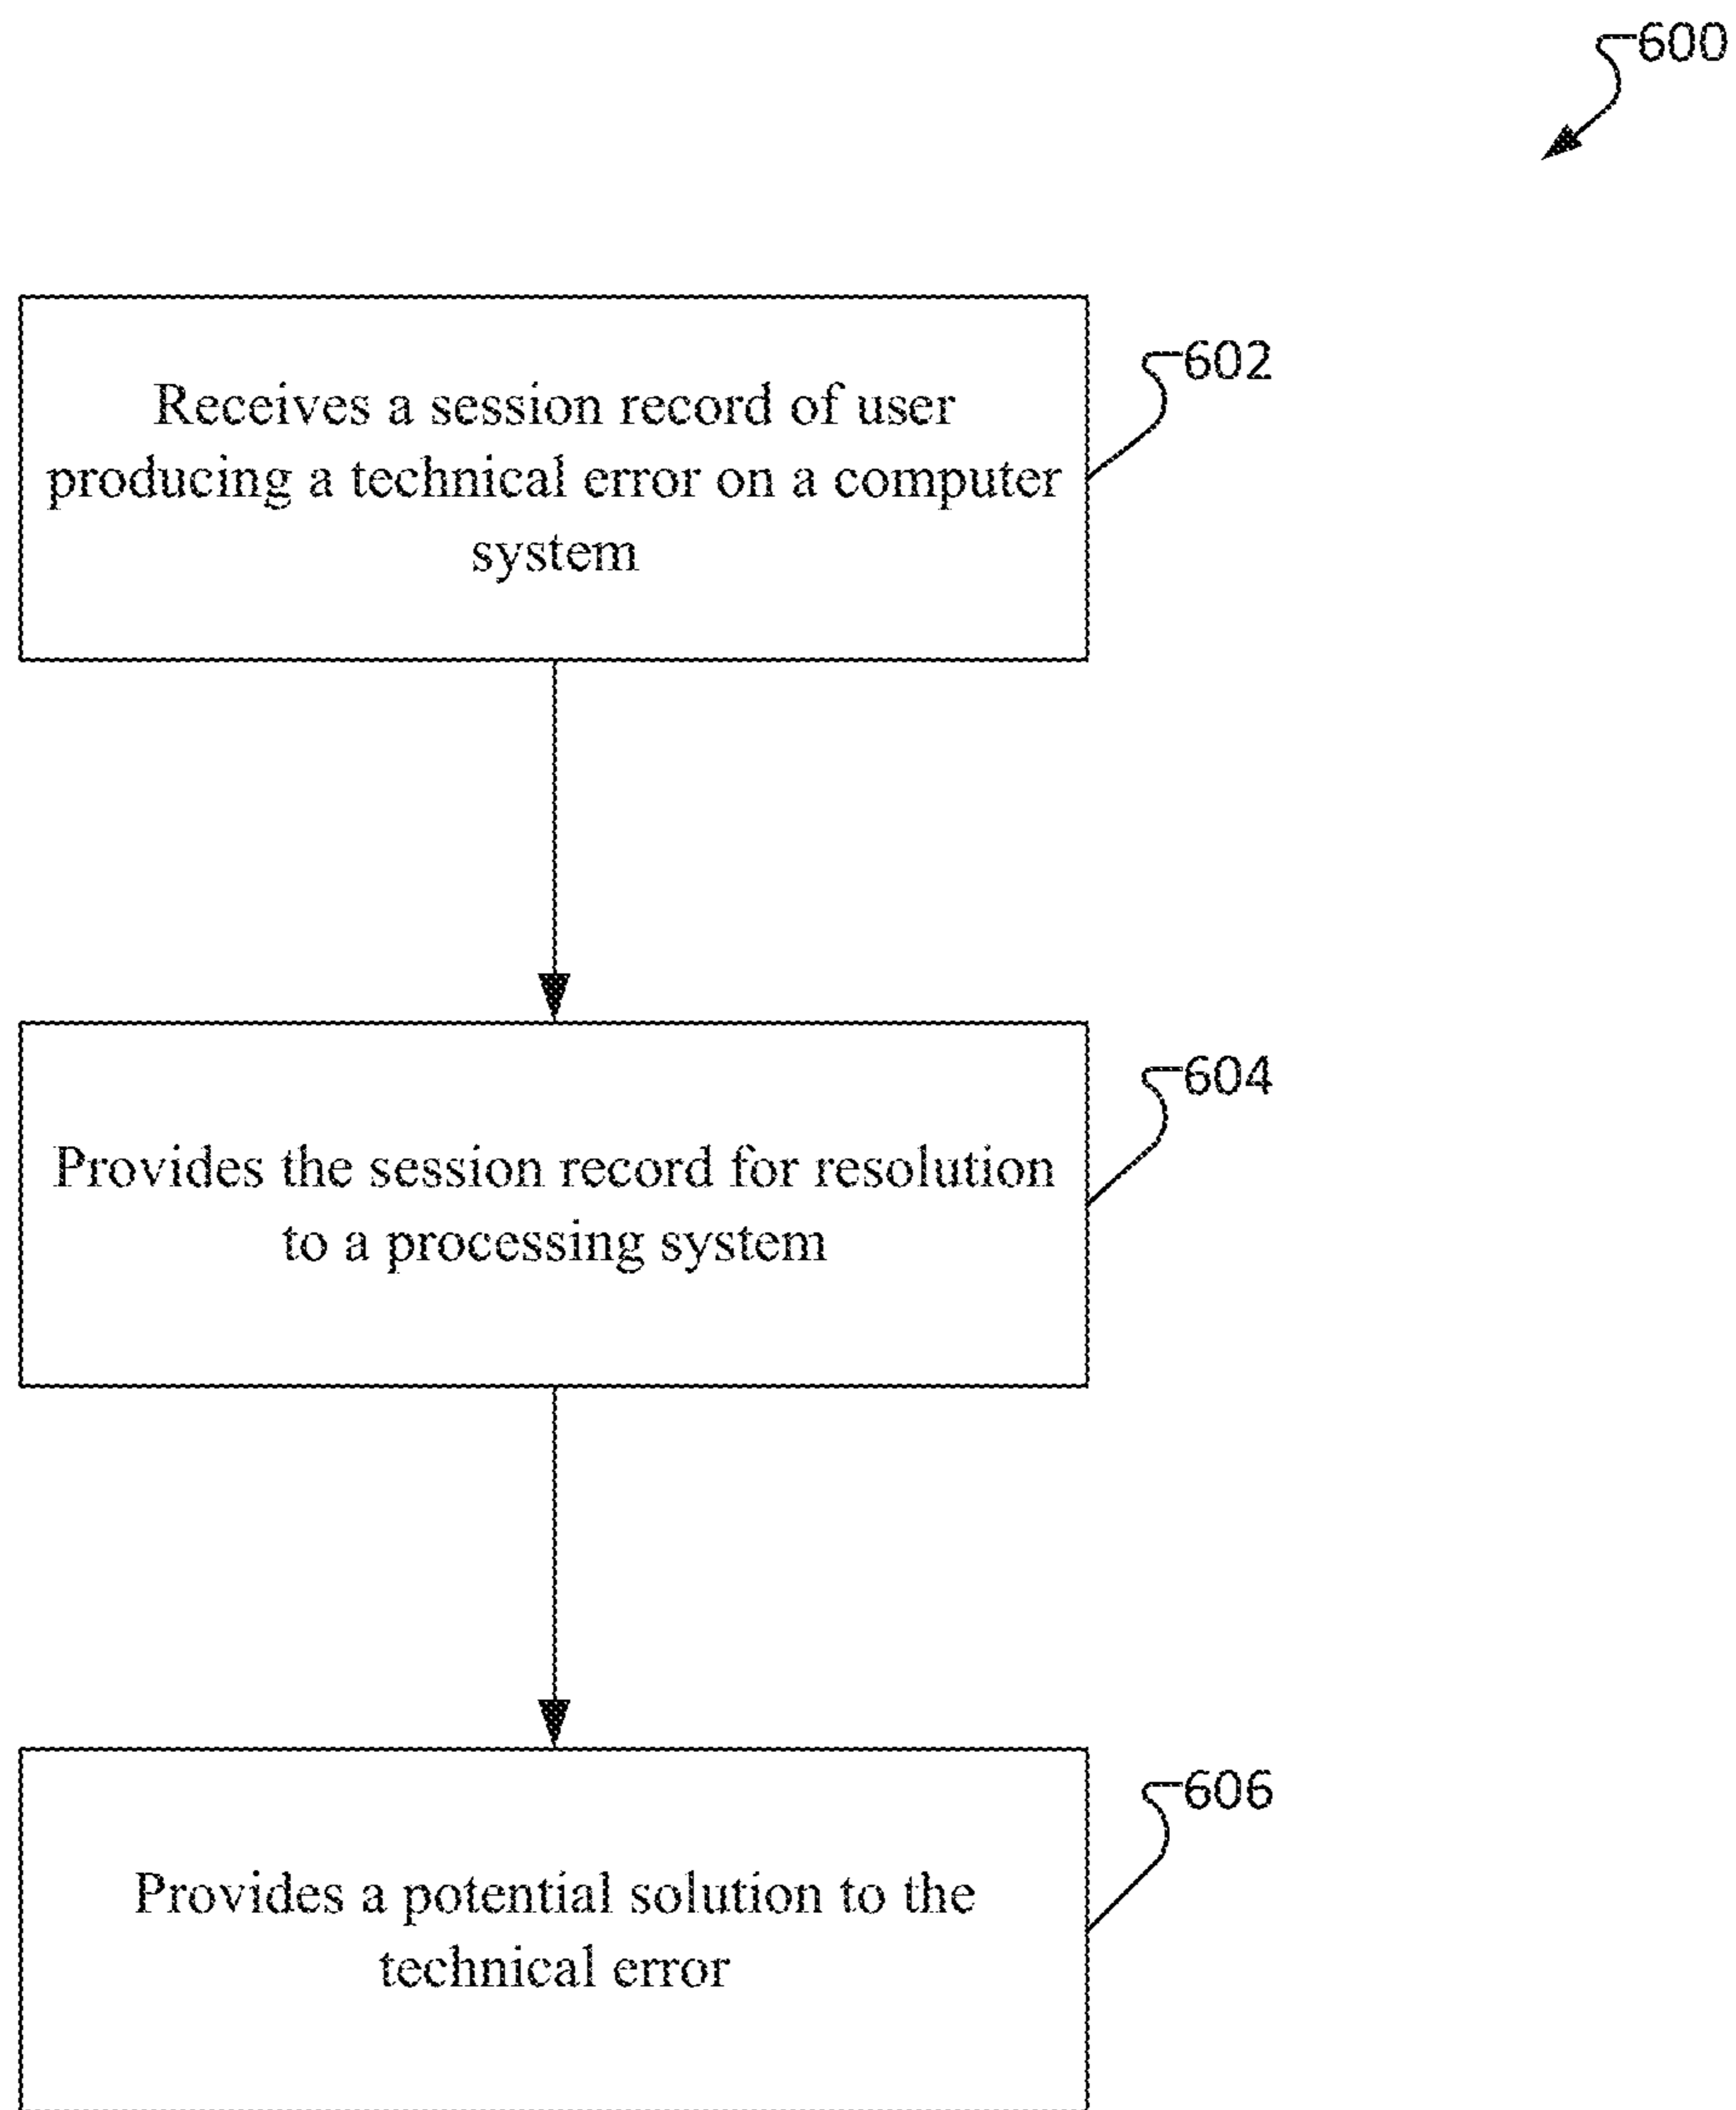 600
602
Receives a session record of user
producing a technical error on a computer
system
604
Provides the session record for resolution
to a processing system
606
Provides a potential solution to the
technical error